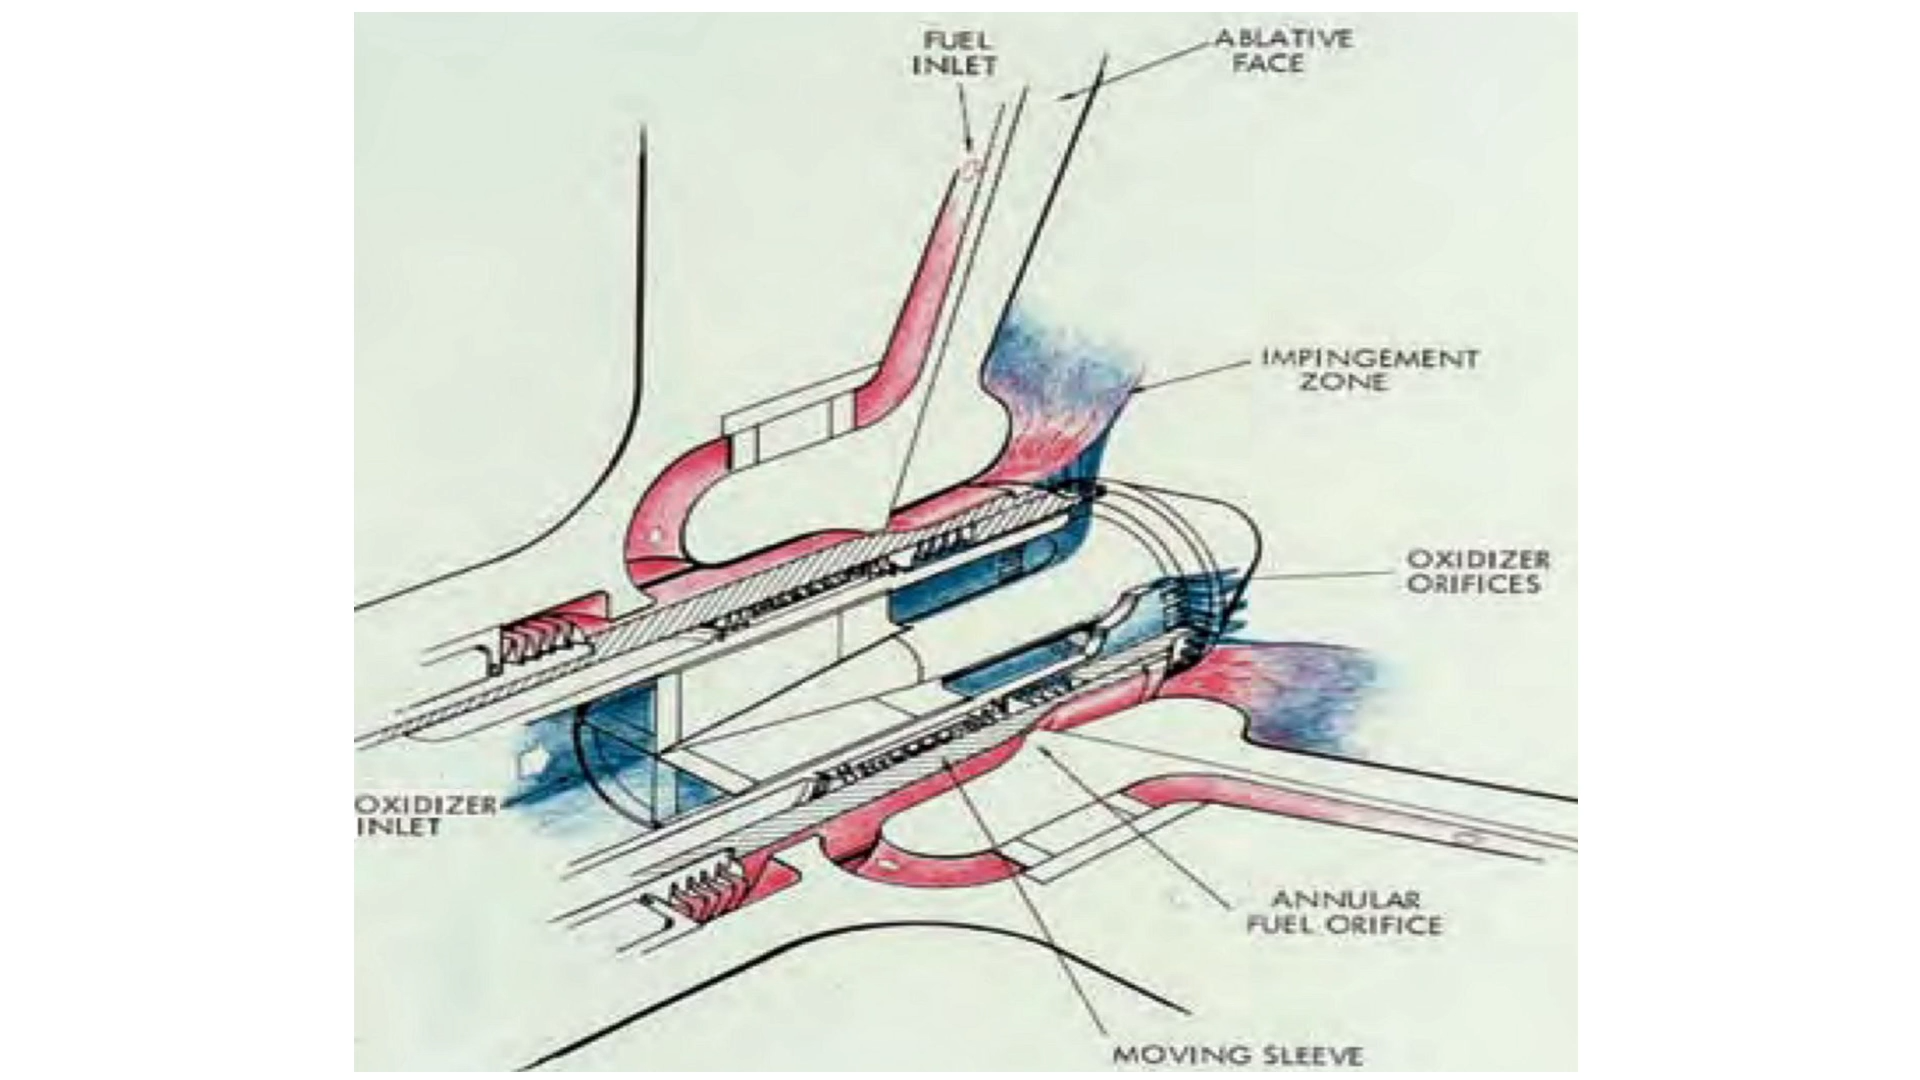 FUEL
INLET
ABLATIVE
FACE
IMPINGEMENT
ZONE
OXIDIZER
ORIFICES
OXIDIZER
INLET
ANNULAR
FUEL ORIFICE
MOVING SLEEVE